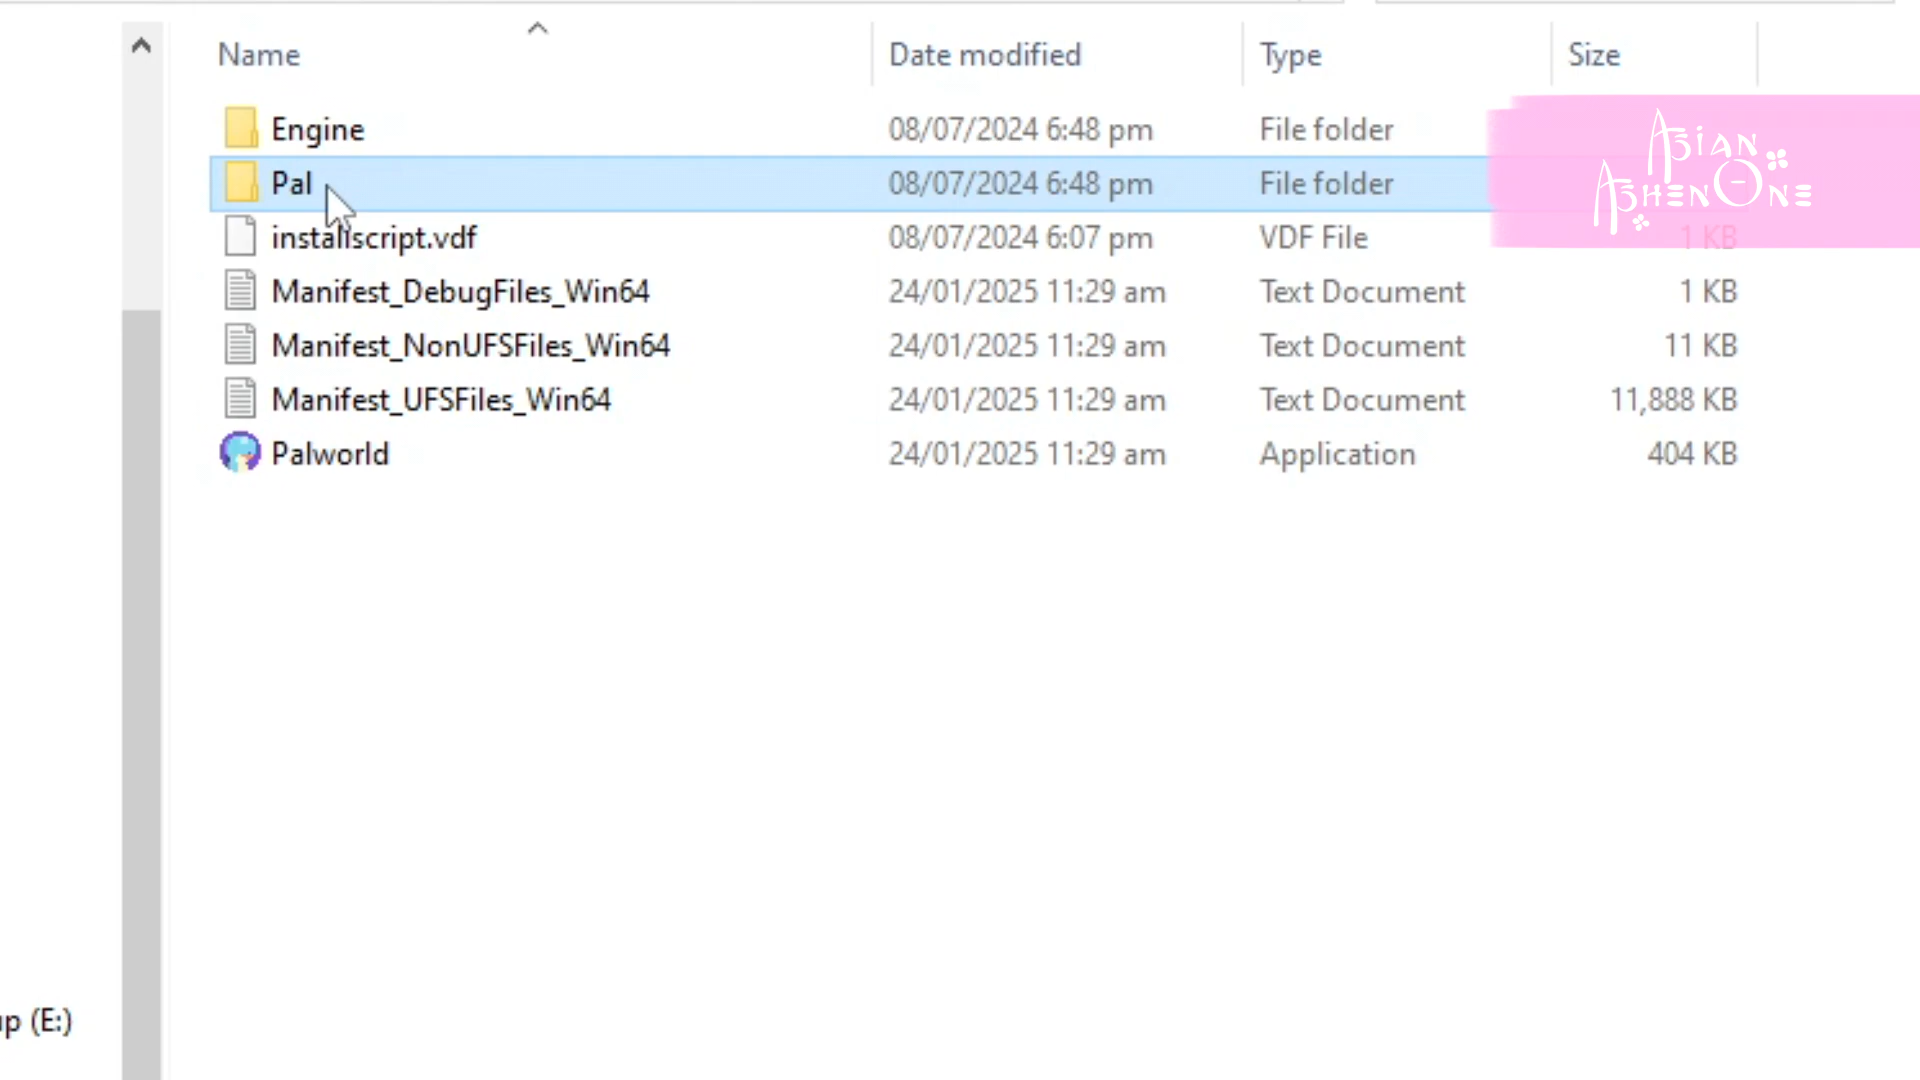 Name Date modified Type Size
Engine 08/07/2024 6:48 pm File folder
Pal 08/07/2024 6:48 pm File folder
installscript.vdf 08/07/2024 6:07 pm VDF File 1 KB
Manifest_DebugFiles_Win64 24/01/2025 11:29 am Text Document 1 KB
Manifest_NonUFSFiles_Win64 24/01/2025 11:29 am Text Document 11 KB
Manifest_UFSFiles_Win64 24/01/2025 11:29 am Text Document 11,888 KB
Palworld 24/01/2025 11:29 am Application 404 KB
ASIAN
ASHENONE
up (E:)